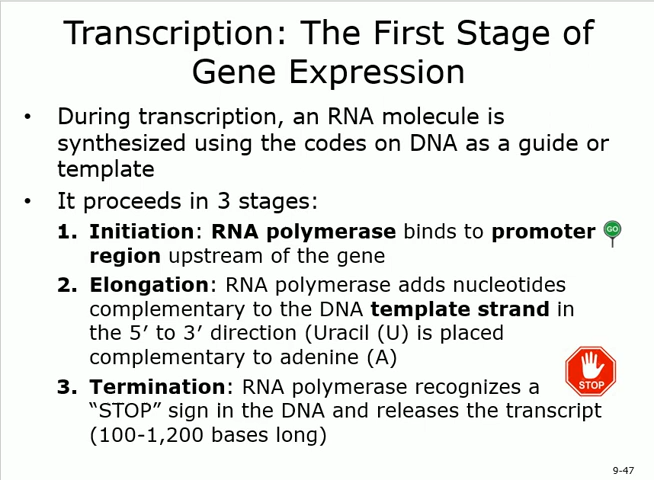 Transcription: The First Stage of
Gene Expression
• During transcription, an RNA molecule is
synthesized using the codes on DNA as a guide or
template
• It proceeds in 3 stages:
1. Initiation: RNA polymerase binds to promoter
GO
region upstream of the gene
2. Elongation: RNA polymerase adds nucleotides
complementary to the DNA template strand in
the 5′ to 3′ direction (Uracil (U) is placed
complementary to adenine (A)
STOP
3. Termination: RNA polymerase recognizes a
“STOP” sign in the DNA and releases the transcript
(100-1,200 bases long)
9-47